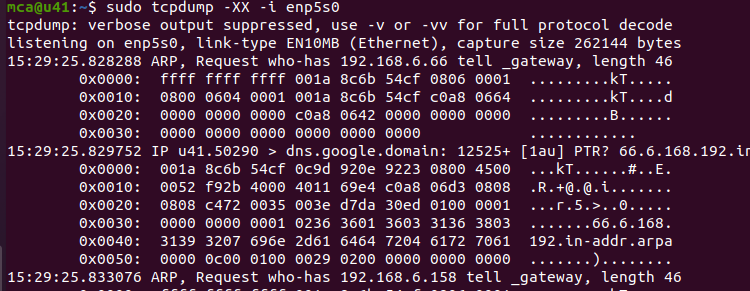 mca@u41:~$ sudo tcpdump -XX -i enp5s0
tcpdump: verbose output suppressed, use -v or -vv for full protocol decode
listening on enp5s0, link-type EN10MB (Ethernet), capture size 262144 bytes
15:29:25.828288 ARP, Request who-has 192.168.6.66 tell _gateway, length 46
0x0000:  ffff ffff ffff 001a 8c6b 54cf 0806 0001  .........kT.....
0x0010:  0800 0604 0001 001a 8c6b 54cf c0a8 0664  .........kT....d
0x0020:  0000 0000 0000 c0a8 0642 0000 0000 0000  .........B......
0x0030:  0000 0000 0000 0000 0000 0000  ............
15:29:25.829752 IP u41.50290 > dns.google.domain: 12525+ [1au] PTR? 66.6.168.192.in
0x0000:  001a 8c6b 54cf 0c9d 920e 9223 0800 4500  ...kT......#..E.
0x0010:  0052 f92b 4000 4011 69e4 c0a8 06d3 0808  .R.+@.@.i.......
0x0020:  0808 c472 0035 003e d7da 30ed 0100 0001  ...r.5.>..0.....
0x0030:  0000 0000 0001 0236 3601 3603 3136 3803  .......66.6.168.
0x0040:  3139 3207 696e 2d61 6464 7204 6172 7061  192.in-addr.arpa
0x0050:  0000 0c00 0100 0029 0200 0000 0000 0000  .......)........
15:29:25.833076 ARP, Request who-has 192.168.6.158 tell _gateway, length 46